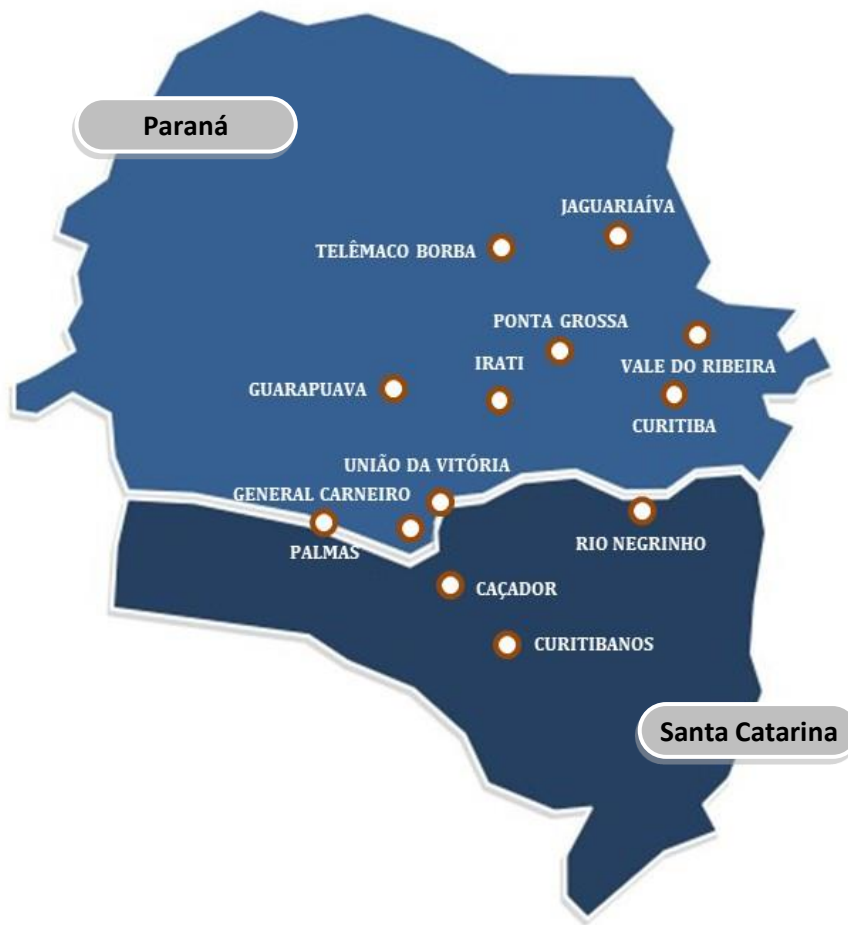 Paraná
JAGUARIAÍVA
TELÊMACO BORBA
PONTA GROSSA
IRATI
VALE DO RIBEIRA
GUARAPUAVA
CURITIBA
UNIÃO DA VITÓRIA
GENERAL CARNEIRO
PALMAS
RIO NEGRINHO
CAÇADOR
CURITIBANOS
Santa Catarina